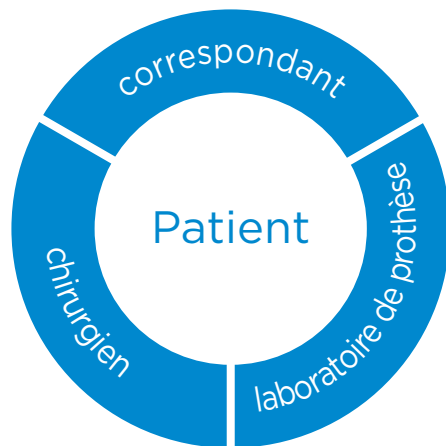 correspondant
Patient
chirurgien
laboratoire de prothèse